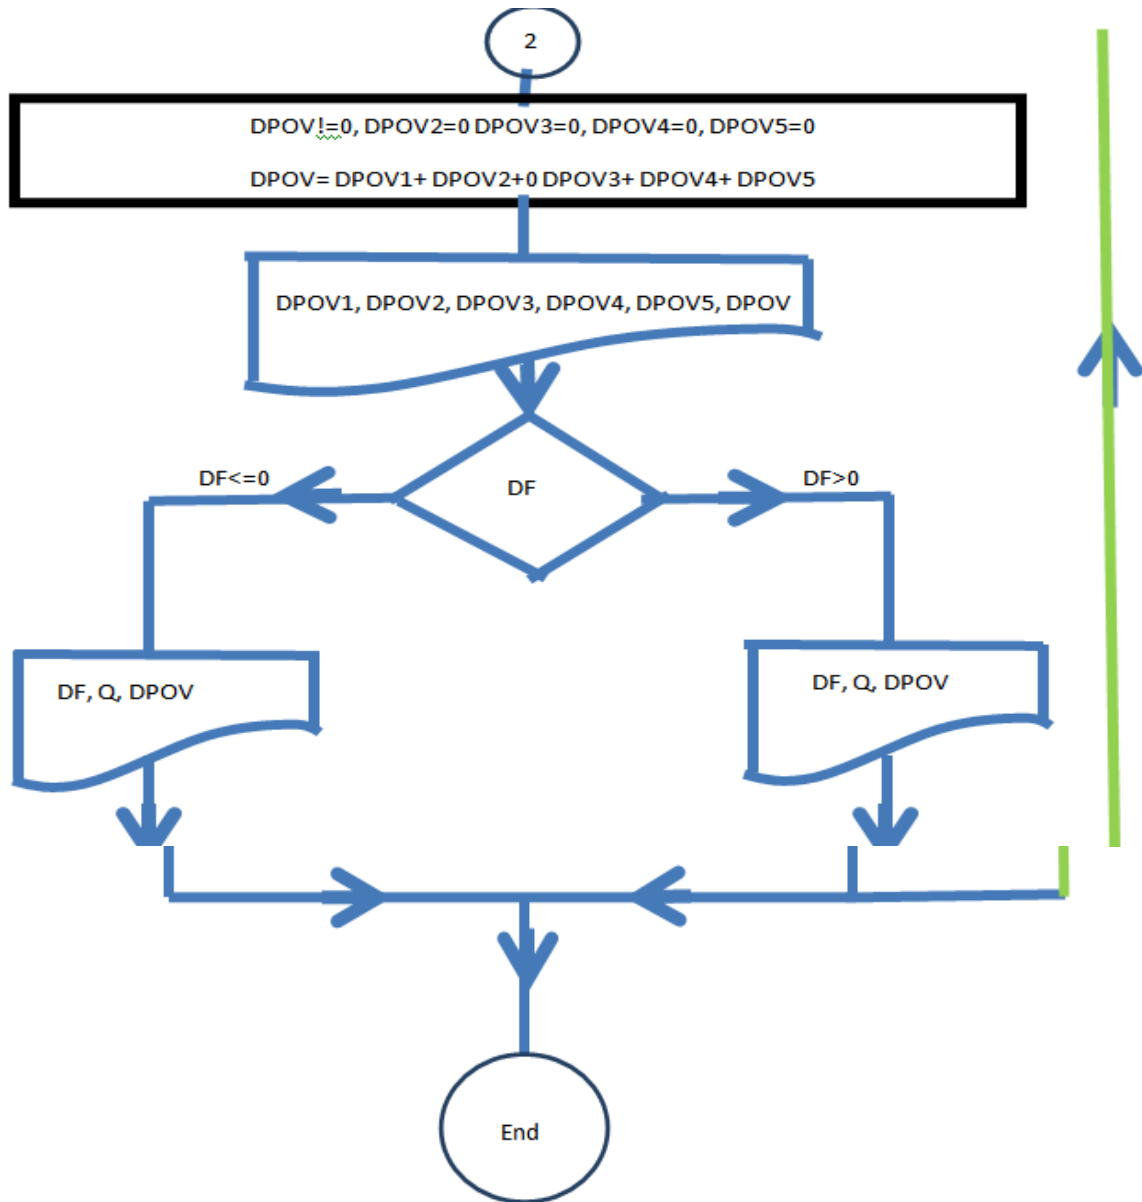 2
DPOV!=0, DPOV2=0 DPOV3=0, DPOV4=0, DPOV5=0
DPOV= DPOV1+ DPOV2+0 DPOV3+ DPOV4+ DPOV5
DPOV1, DPOV2, DPOV3, DPOV4, DPOV5, DPOV
DF<=0
DF
DF>0
DF, Q, DPOV
DF, Q, DPOV
End